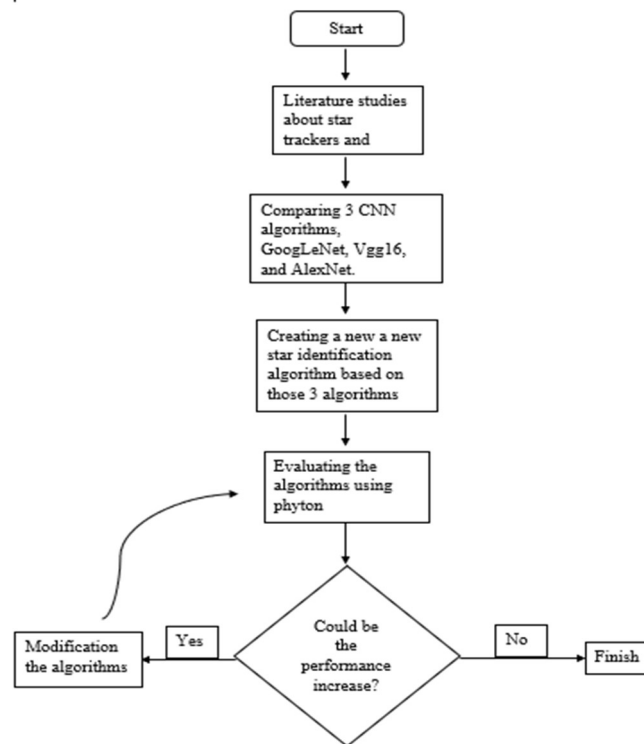 Start
Literature studies
about star
trackers and
Comparing 3 CNN
algorithms,
GoogLeNet, Vgg16,
and AlexNet.
Creating a new a new
star identification
algorithm based on
those 3 algorithms
Evaluating the
algorithms using
phyton
Could be
the
performance
increase?
Yes
Modification
the algorithms
No
Finish